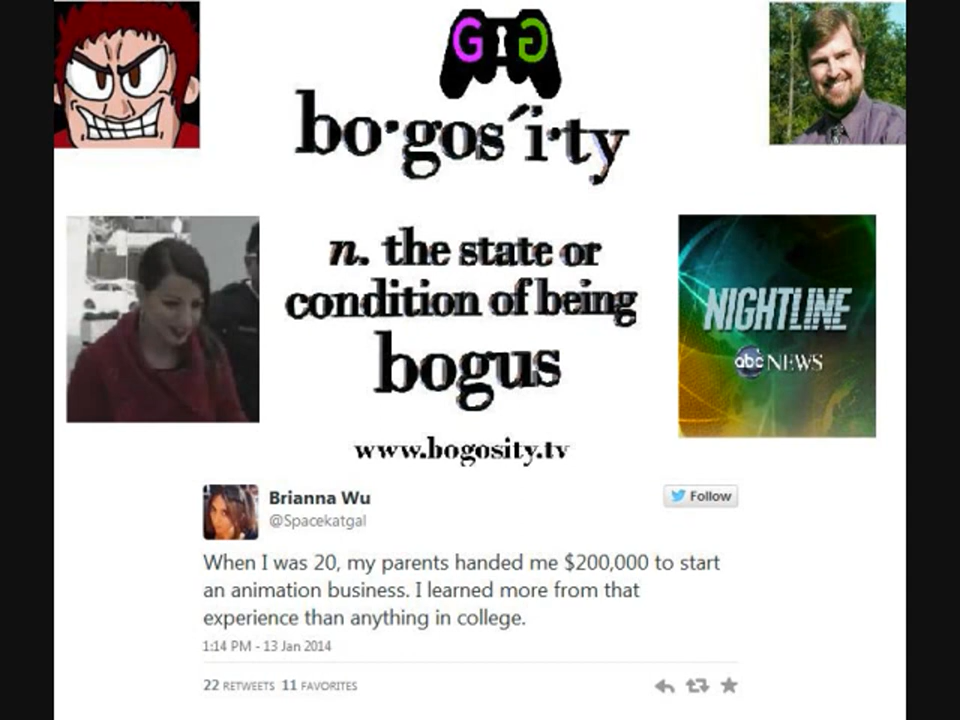 G G
bo·gos´i·ty
n. the state or
condition of being
bogus
NIGHTLINE
abc NEWS
www.bogosity.tv
Brianna Wu
@Spacekatgal
Follow
When I was 20, my parents handed me $200,000 to start
an animation business. I learned more from that
experience than anything in college.
1:14 PM - 13 Jan 2014
22 RETWEETS 11 FAVORITES